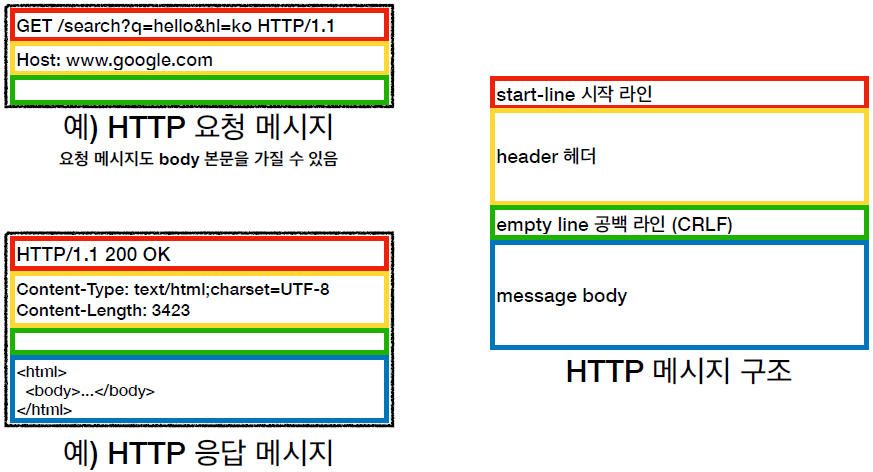 GET /search?q=hello&hl=ko HTTP/1.1
Host: www.google.com
예) HTTP 요청 메시지
요청 메시지도 body 본문을 가질 수 있음
HTTP/1.1 200 OK
Content-Type: text/html;charset=UTF-8
Content-Length: 3423
<html>
  <body>...</body>
</html>
예) HTTP 응답 메시지
start-line 시작 라인
header 헤더
empty line 공백 라인 (CRLF)
message body
HTTP 메시지 구조